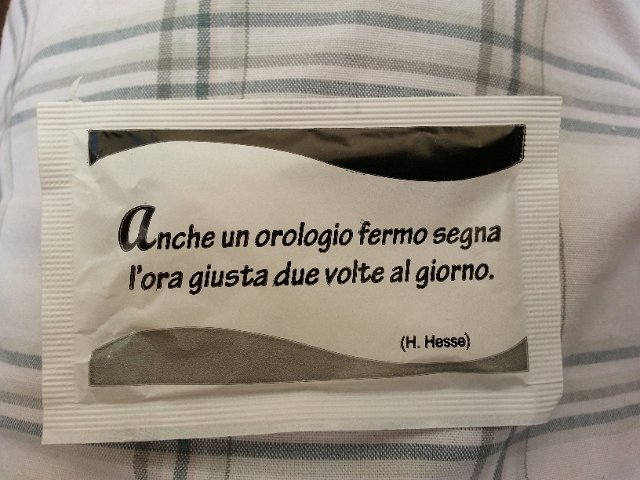 Anche un orologio fermo segna
l'ora giusta due volte al giorno.
(H. Hesse)